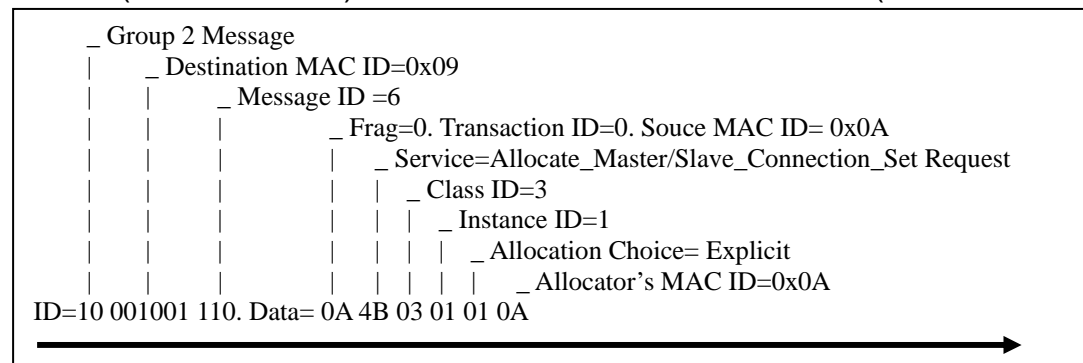 _ Group 2 Message
_ Destination MAC ID=0x09
_ Message ID =6
_ Frag=0. Transaction ID=0. Souce MAC ID= 0x0A
_ Service=Allocate_Master/Slave_Connection_Set Request
_ Class ID=3
_ Instance ID=1
_ Allocation Choice= Explicit
_ Allocator’s MAC ID=0x0A
ID=10 001001 110. Data= 0A 4B 03 01 01 0A